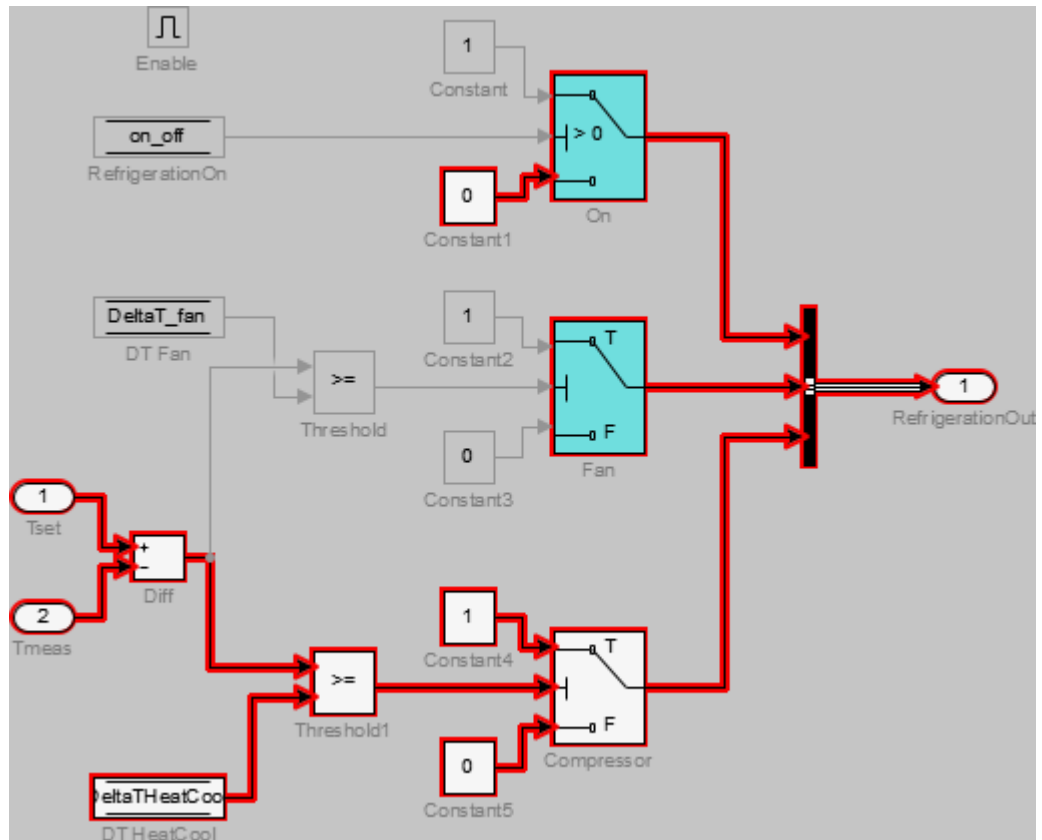 Enable
1
Constant
on_off
RefrigerationOn
> 0
0
Constant1
On
DeltaT_fan
DT Fan
1
Constant2
T
>=
Threshold
F
0
Constant3
Fan
1
RefrigerationOut
1
Tset
+
−
Diff
2
Tmeas
1
Constant4
T
>=
Threshold1
F
0
Constant5
Compressor
DeltaTHeatCoo
DT HeatCool